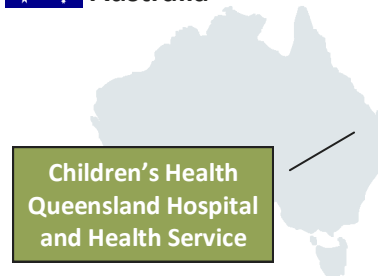 Australia
Children's Health
Queensland Hospital
and Health Service